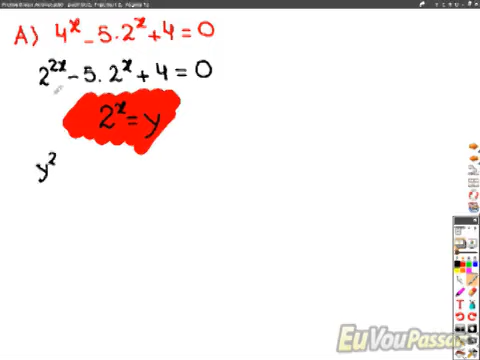 A) 4^x - 5.2^x + 4 = 0
2^{2x} - 5.2^x + 4 = 0
2^x = y
y^2
EuVouPassar